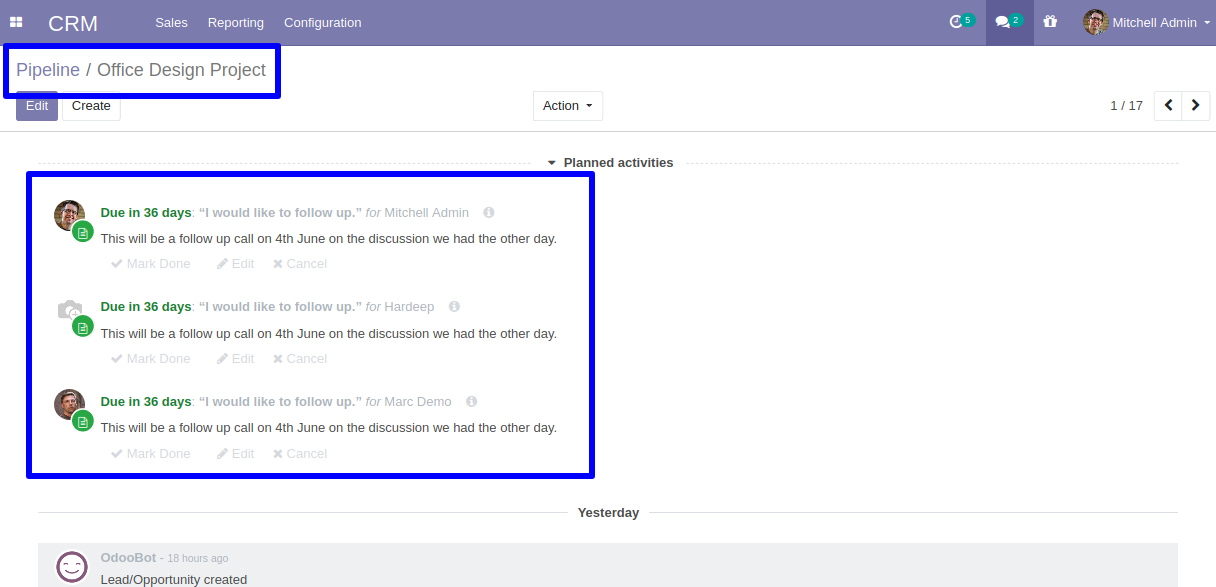 CRM Sales Reporting Configuration 5 2 Mitchell Admin
Pipeline / Office Design Project
Edit Create Action 1 / 17
Planned activities
Due in 36 days: “I would like to follow up.” for Mitchell Admin
This will be a follow up call on 4th June on the discussion we had the other day.
Mark Done Edit Cancel
Due in 36 days: “I would like to follow up.” for Hardeep
This will be a follow up call on 4th June on the discussion we had the other day.
Mark Done Edit Cancel
Due in 36 days: “I would like to follow up.” for Marc Demo
This will be a follow up call on 4th June on the discussion we had the other day.
Mark Done Edit Cancel
Yesterday
OdooBot - 18 hours ago
Lead/Opportunity created